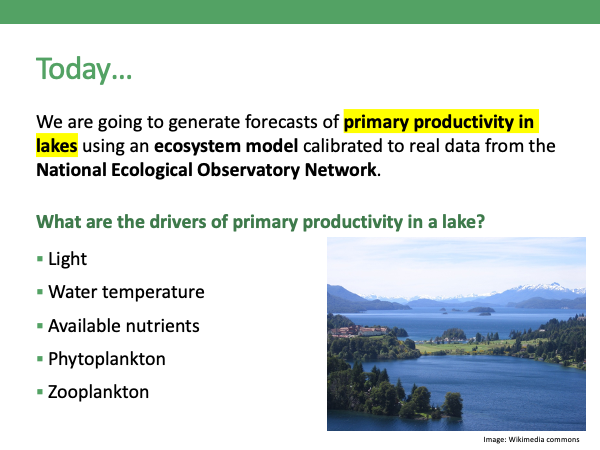 Today…
We are going to generate forecasts of primary productivity in
lakes using an ecosystem model calibrated to real data from the
National Ecological Observatory Network.
What are the drivers of primary productivity in a lake?
▪ Light
▪ Water temperature
▪ Available nutrients
▪ Phytoplankton
▪ Zooplankton
Image: Wikimedia commons